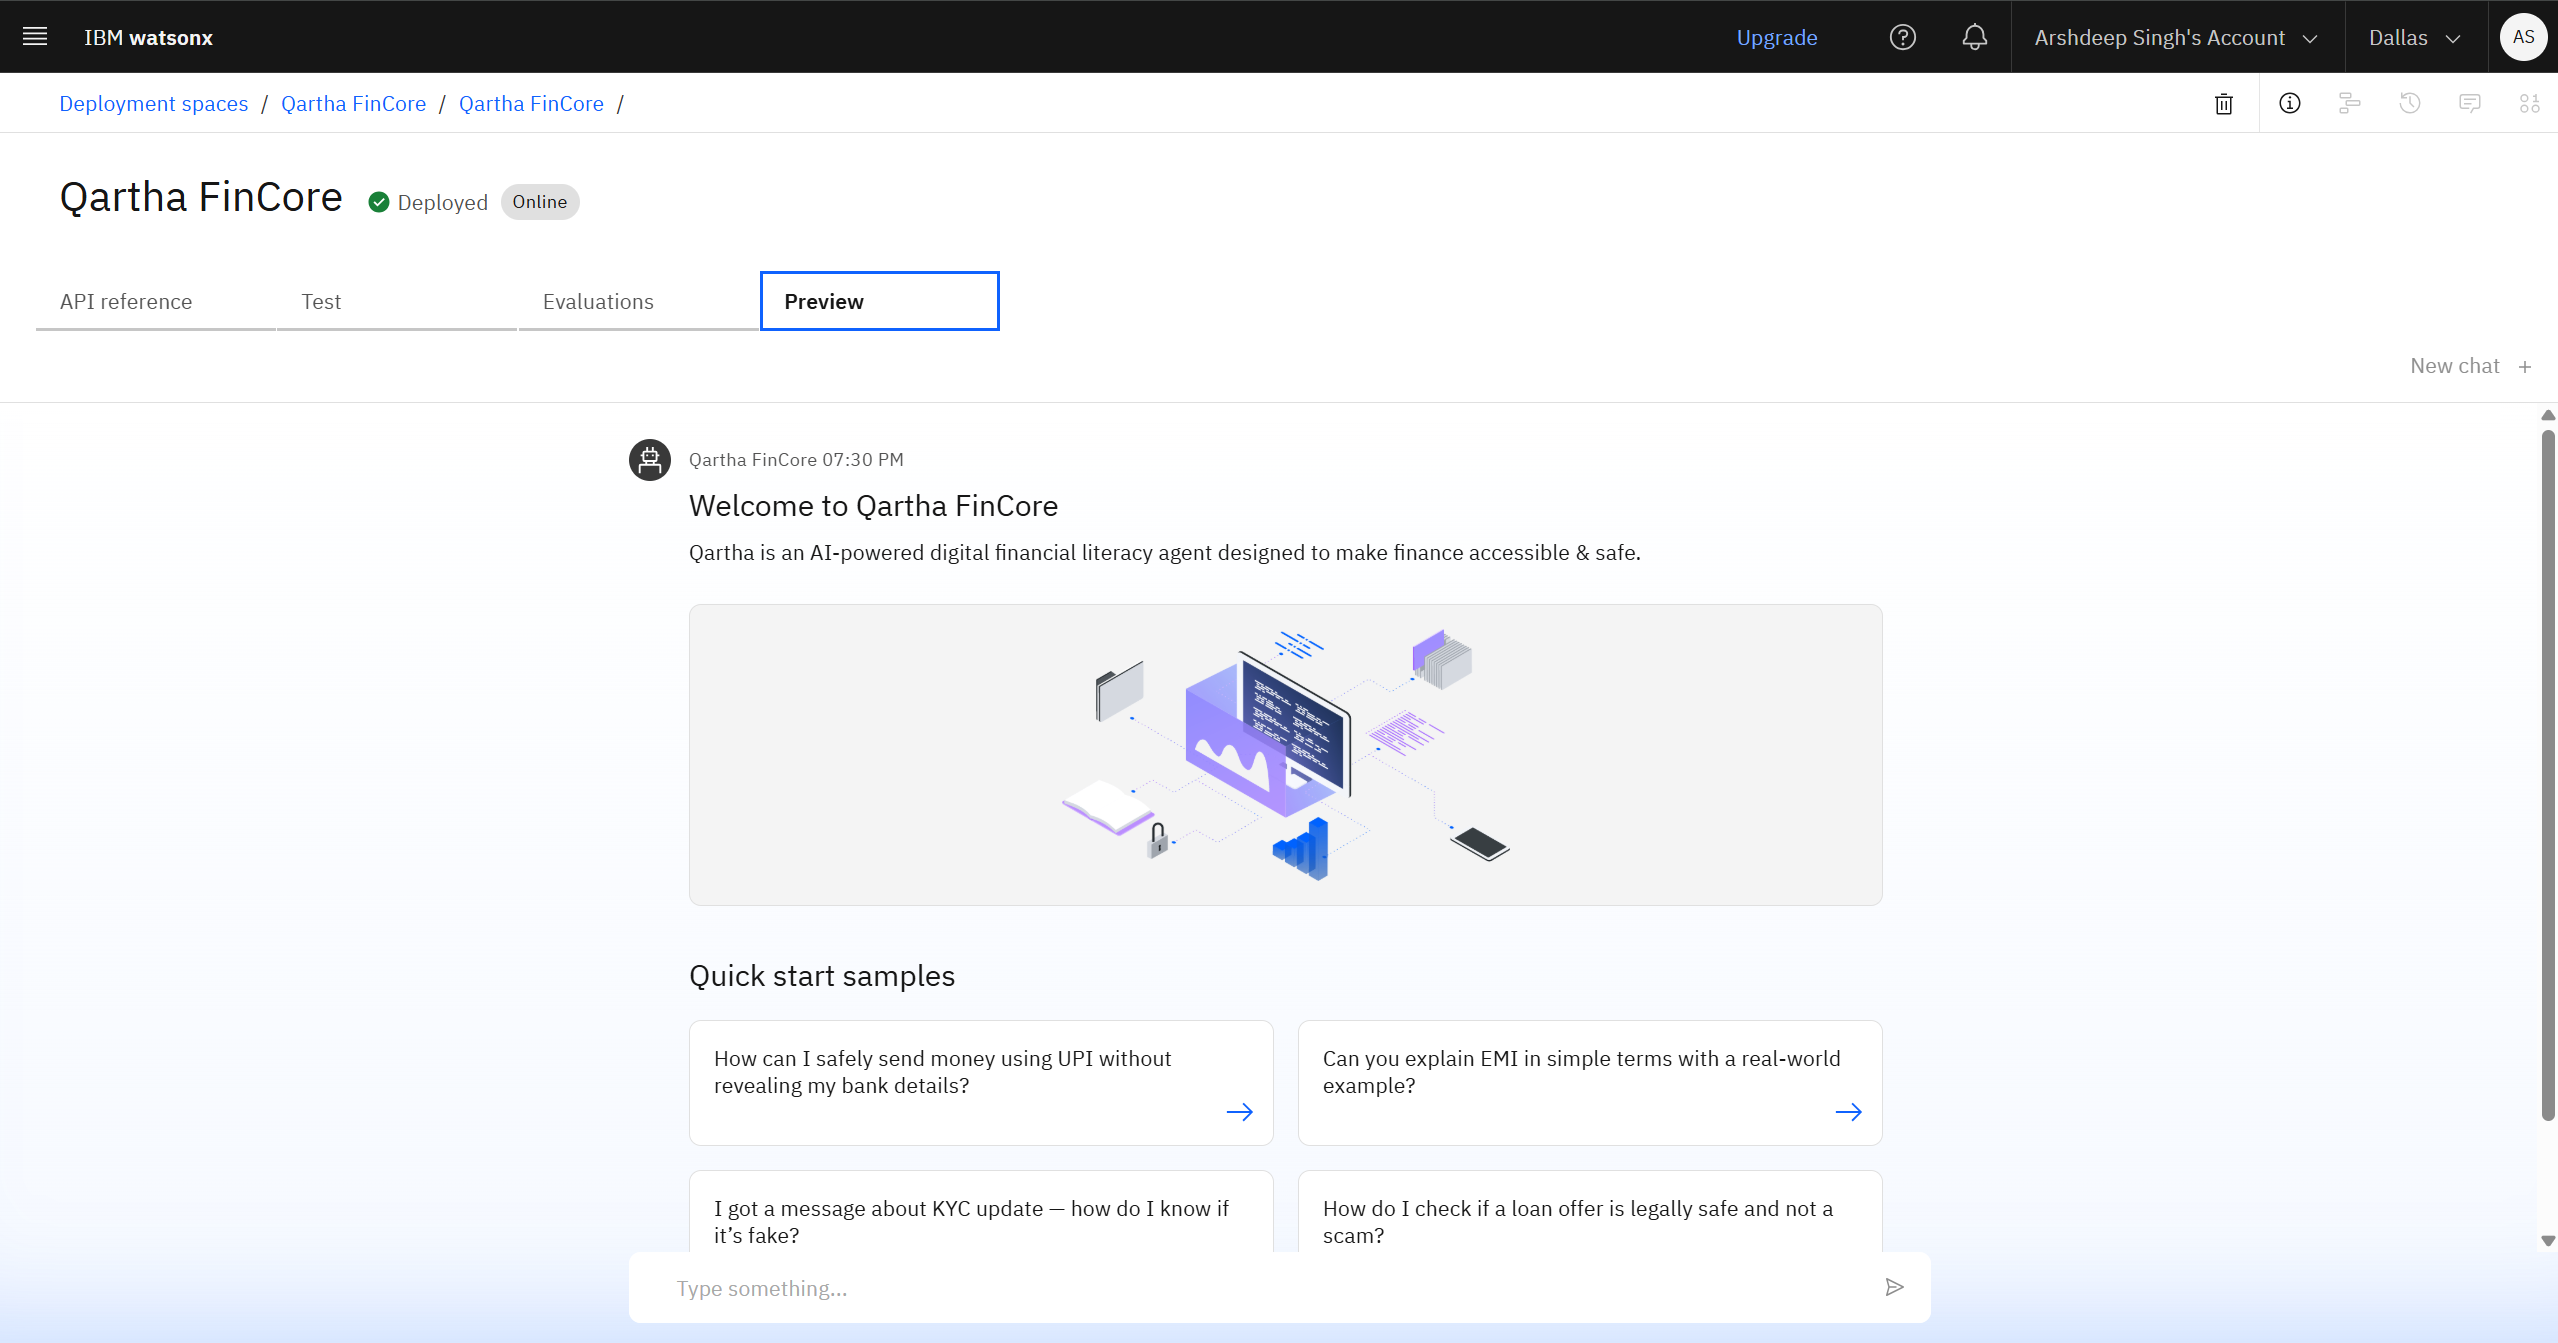 IBM watsonx
Upgrade
Arshdeep Singh's Account
Dallas
AS
Deployment spaces / Qartha FinCore / Qartha FinCore /
Qartha FinCore
Deployed
Online
API reference
Test
Evaluations
Preview
New chat +
Qartha FinCore 07:30 PM
Welcome to Qartha FinCore
Qartha is an AI-powered digital financial literacy agent designed to make finance accessible & safe.
Quick start samples
How can I safely send money using UPI without
revealing my bank details?
Can you explain EMI in simple terms with a real-world
example?
I got a message about KYC update — how do I know if
it’s fake?
How do I check if a loan offer is legally safe and not a
scam?
Type something...